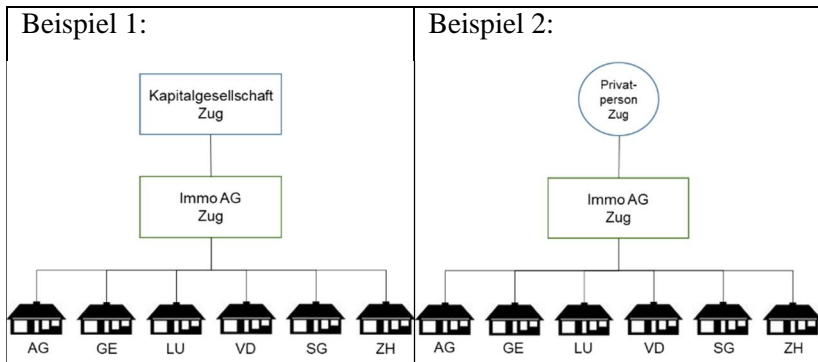 Beispiel 1:
Kapitalgesellschaft
Zug
Immo AG
Zug
AG GE LU VD SG ZH
Beispiel 2:
Privat-
person
Zug
Immo AG
Zug
AG GE LU VD SG ZH